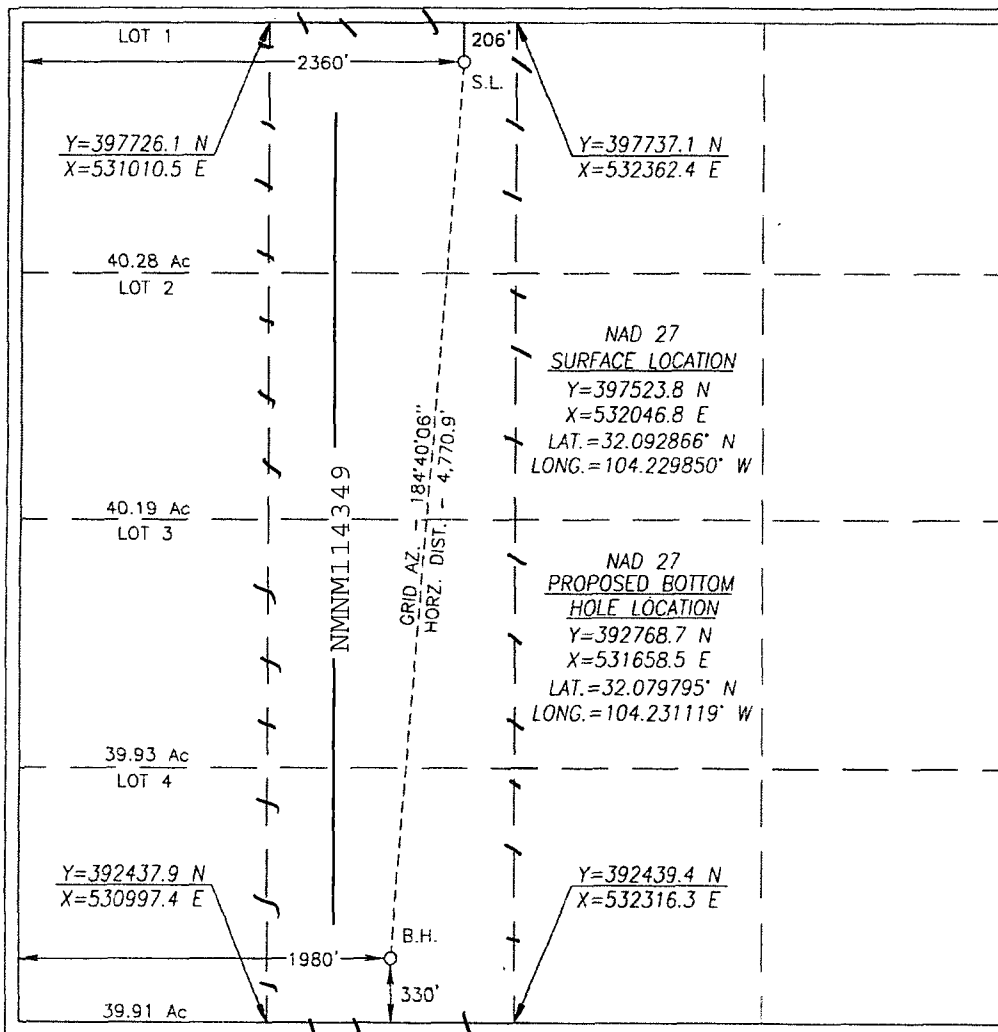 LOT 1
206'
2360'
S.L.
Y=397726.1 N
X=531010.5 E
Y=397737.1 N
X=532362.4 E
40.28 Ac
LOT 2
NAD 27
SURFACE LOCATION
Y=397523.8 N
X=532046.8 E
LAT.=32.092866° N
LONG.=104.229850° W
GRID AZ. - 184°40'06"
HORZ. DIST. - 4,770.9'
NMNM114349
40.19 Ac
LOT 3
NAD 27
PROPOSED BOTTOM
HOLE LOCATION
Y=392768.7 N
X=531658.5 E
LAT.=32.079795° N
LONG.=104.231119° W
39.93 Ac
LOT 4
Y=392437.9 N
X=530997.4 E
Y=392439.4 N
X=532316.3 E
B.H.
1980'
330'
39.91 Ac